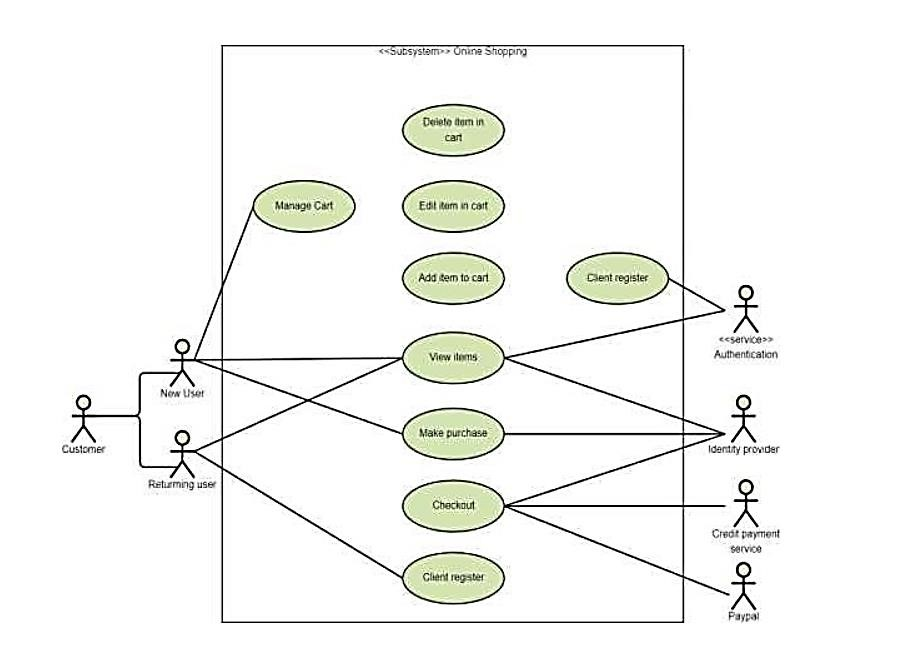 <<Subsystem>> Online Shopping
Delete item in
cart
Manage Cart
Edit item in cart
Add item to cart
Client register
<<service>>
Authentication
View items
New User
Customer
Make purchase
Identity provider
Returning user
Checkout
Credit payment
service
Client register
Paypal